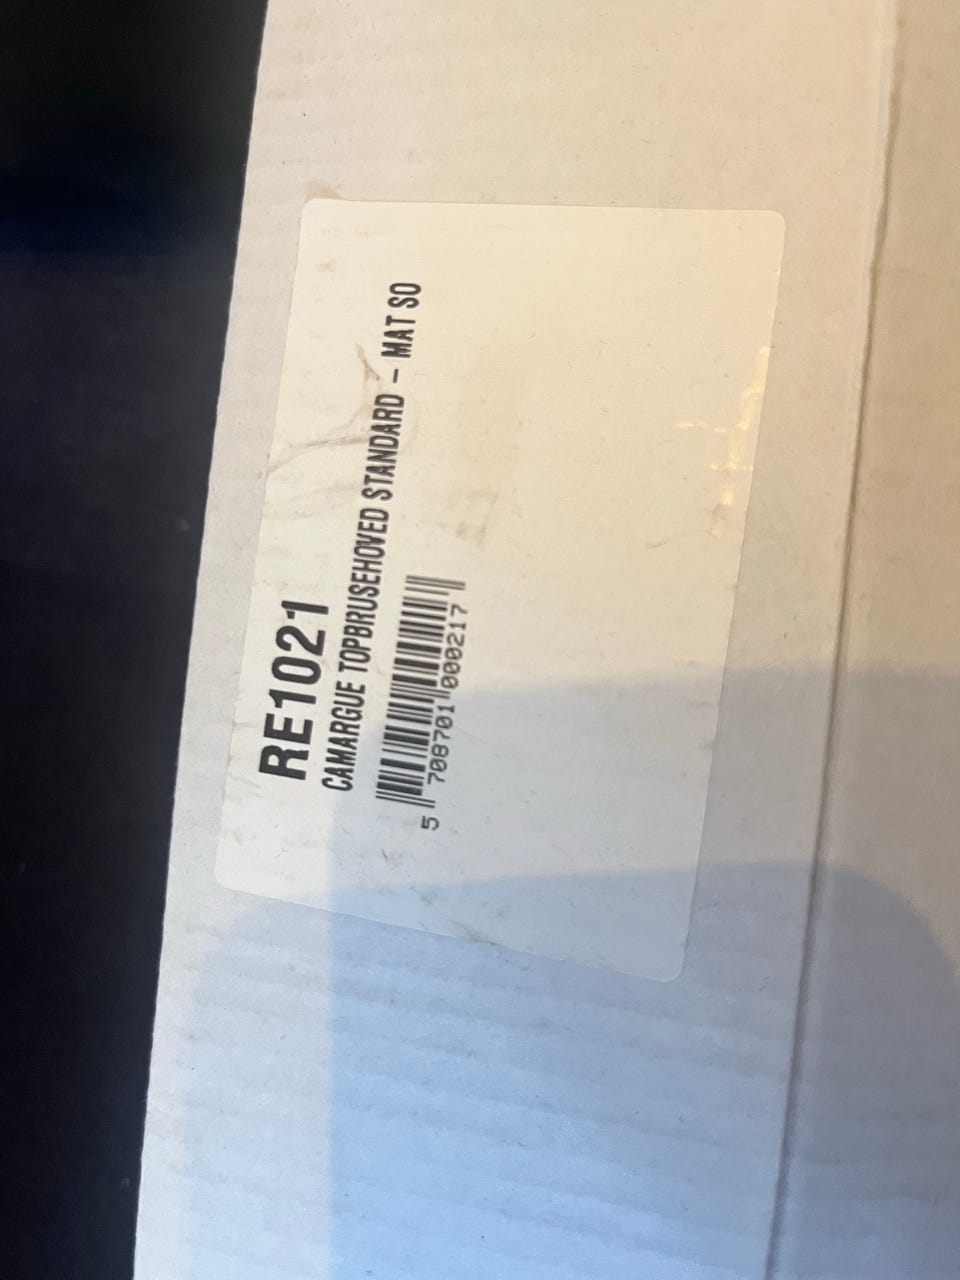 RE1021
CAMARGUE TOPBRUSEHOVED STANDARD - MAT SO
5 708701 000217